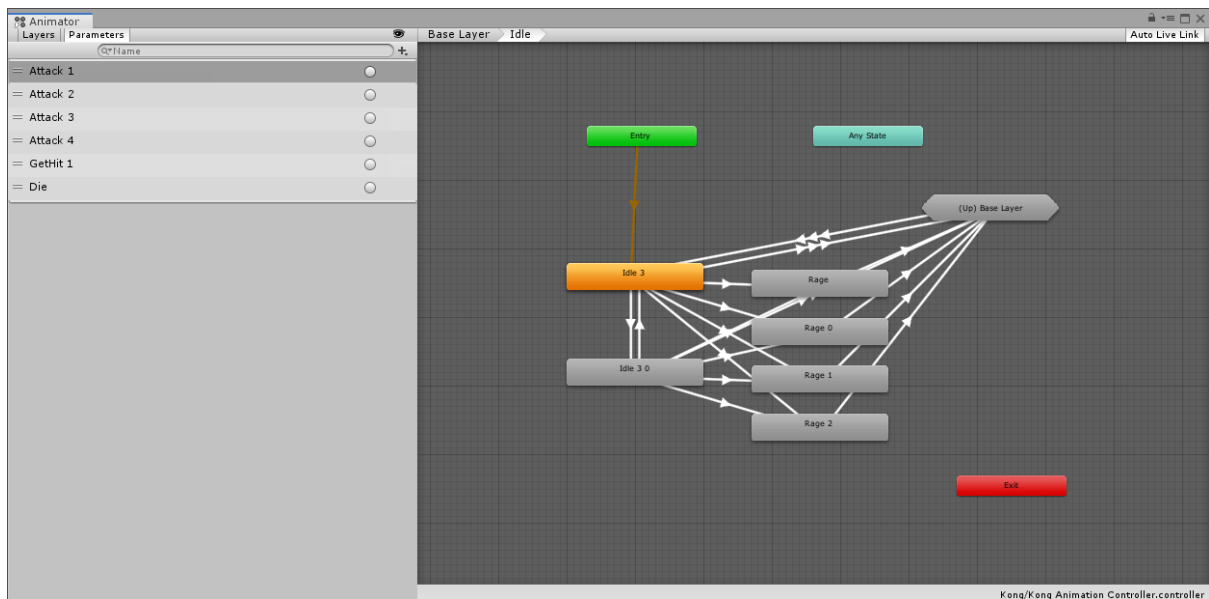 Animator
Layers Parameters
Base Layer Idle
Auto Live Link
Name
Attack 1
Attack 2
Attack 3
Attack 4
GetHit 1
Die
Entry
Any State
(Up) Base Layer
Idle 3
Rage
Rage 0
Idle 3 0
Rage 1
Rage 2
Exit
Kong/Kong Animation Controller.controller